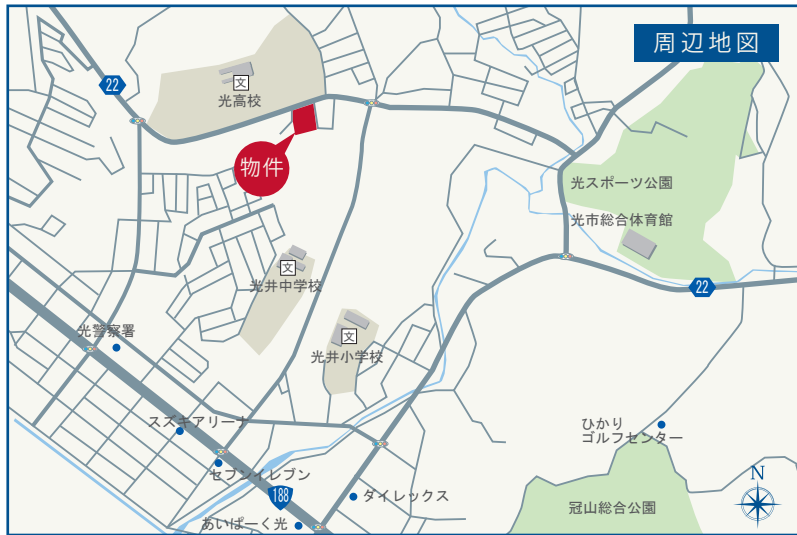 周辺地図
22
文
光高校
物件
光スポーツ公園
光市総合体育館
文
光井中学校
22
文
光井小学校
光警察署
スズキアリーナ
ひかり
ゴルフセンター
セブンイレブン
188
ダイレックス
N
冠山総合公園
あいぱーく光